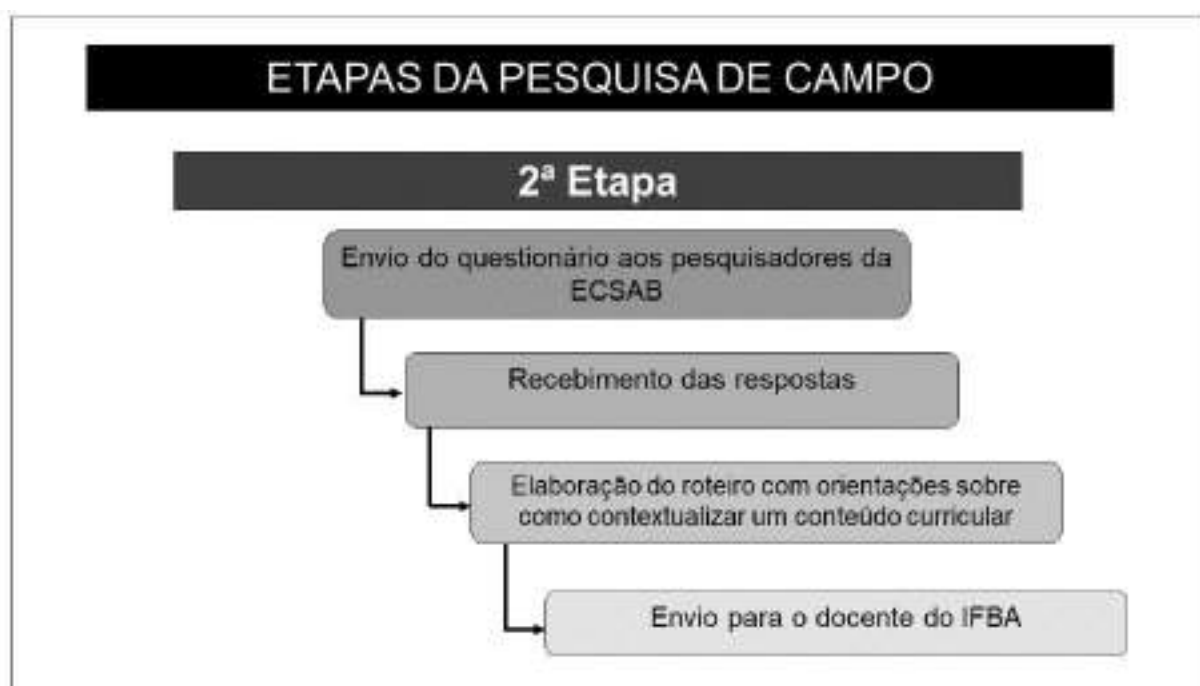 ETAPAS DA PESQUISA DE CAMPO
2ª Etapa
Envio do questionário aos pesquisadores da
ECSAB
Recebimento das respostas
Elaboração do roteiro com orientações sobre
como contextualizar um conteúdo curricular
Envio para o docente do IFBA